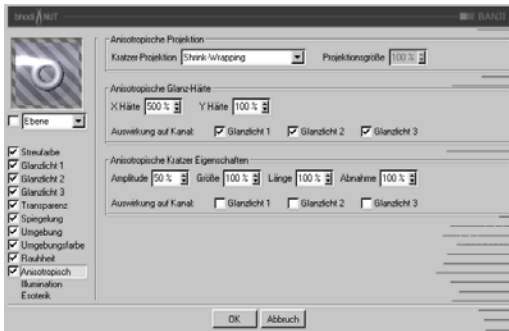 bhodiNUT
BANJI
Anisotropische Projektion
Kratzer-Projektion Shrink-Wrapping Projektionsgröße 100 %
Anisotropische Glanz-Härte
X Härte 500 % Y Härte 100 %
Auswirkung auf Kanal: Glanzlicht 1 Glanzlicht 2 Glanzlicht 3
Anisotropische Kratzer Eigenschaften
Amplitude 50 % Größe 100 % Länge 100 % Abnahme 100 %
Auswirkung auf Kanal: Glanzlicht 1 Glanzlicht 2 Glanzlicht 3
Ebene
Streufarbe
Glanzlicht 1
Glanzlicht 2
Glanzlicht 3
Transparenz
Spiegelung
Umgebung
Umgebungsfarbe
Rauhheit
Anisotropisch
Illumination
Esoterik
OK Abbruch